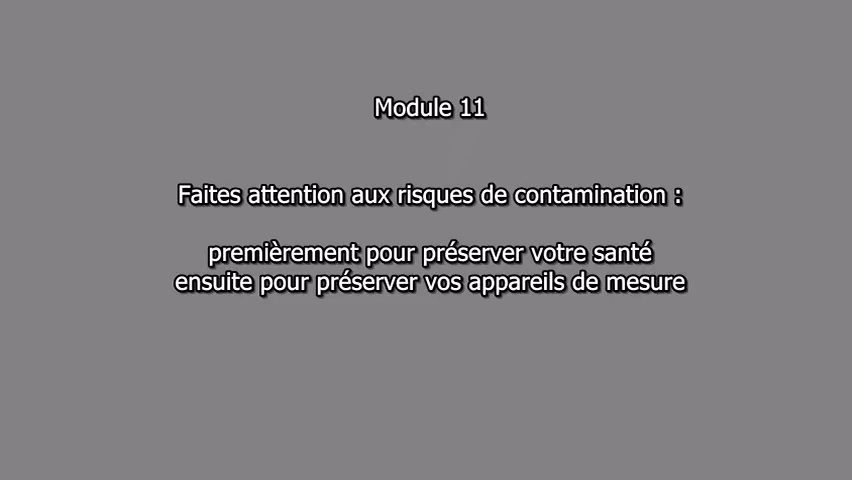 Module 11
Faites attention aux risques de contamination :
premièrement pour préserver votre santé
ensuite pour préserver vos appareils de mesure